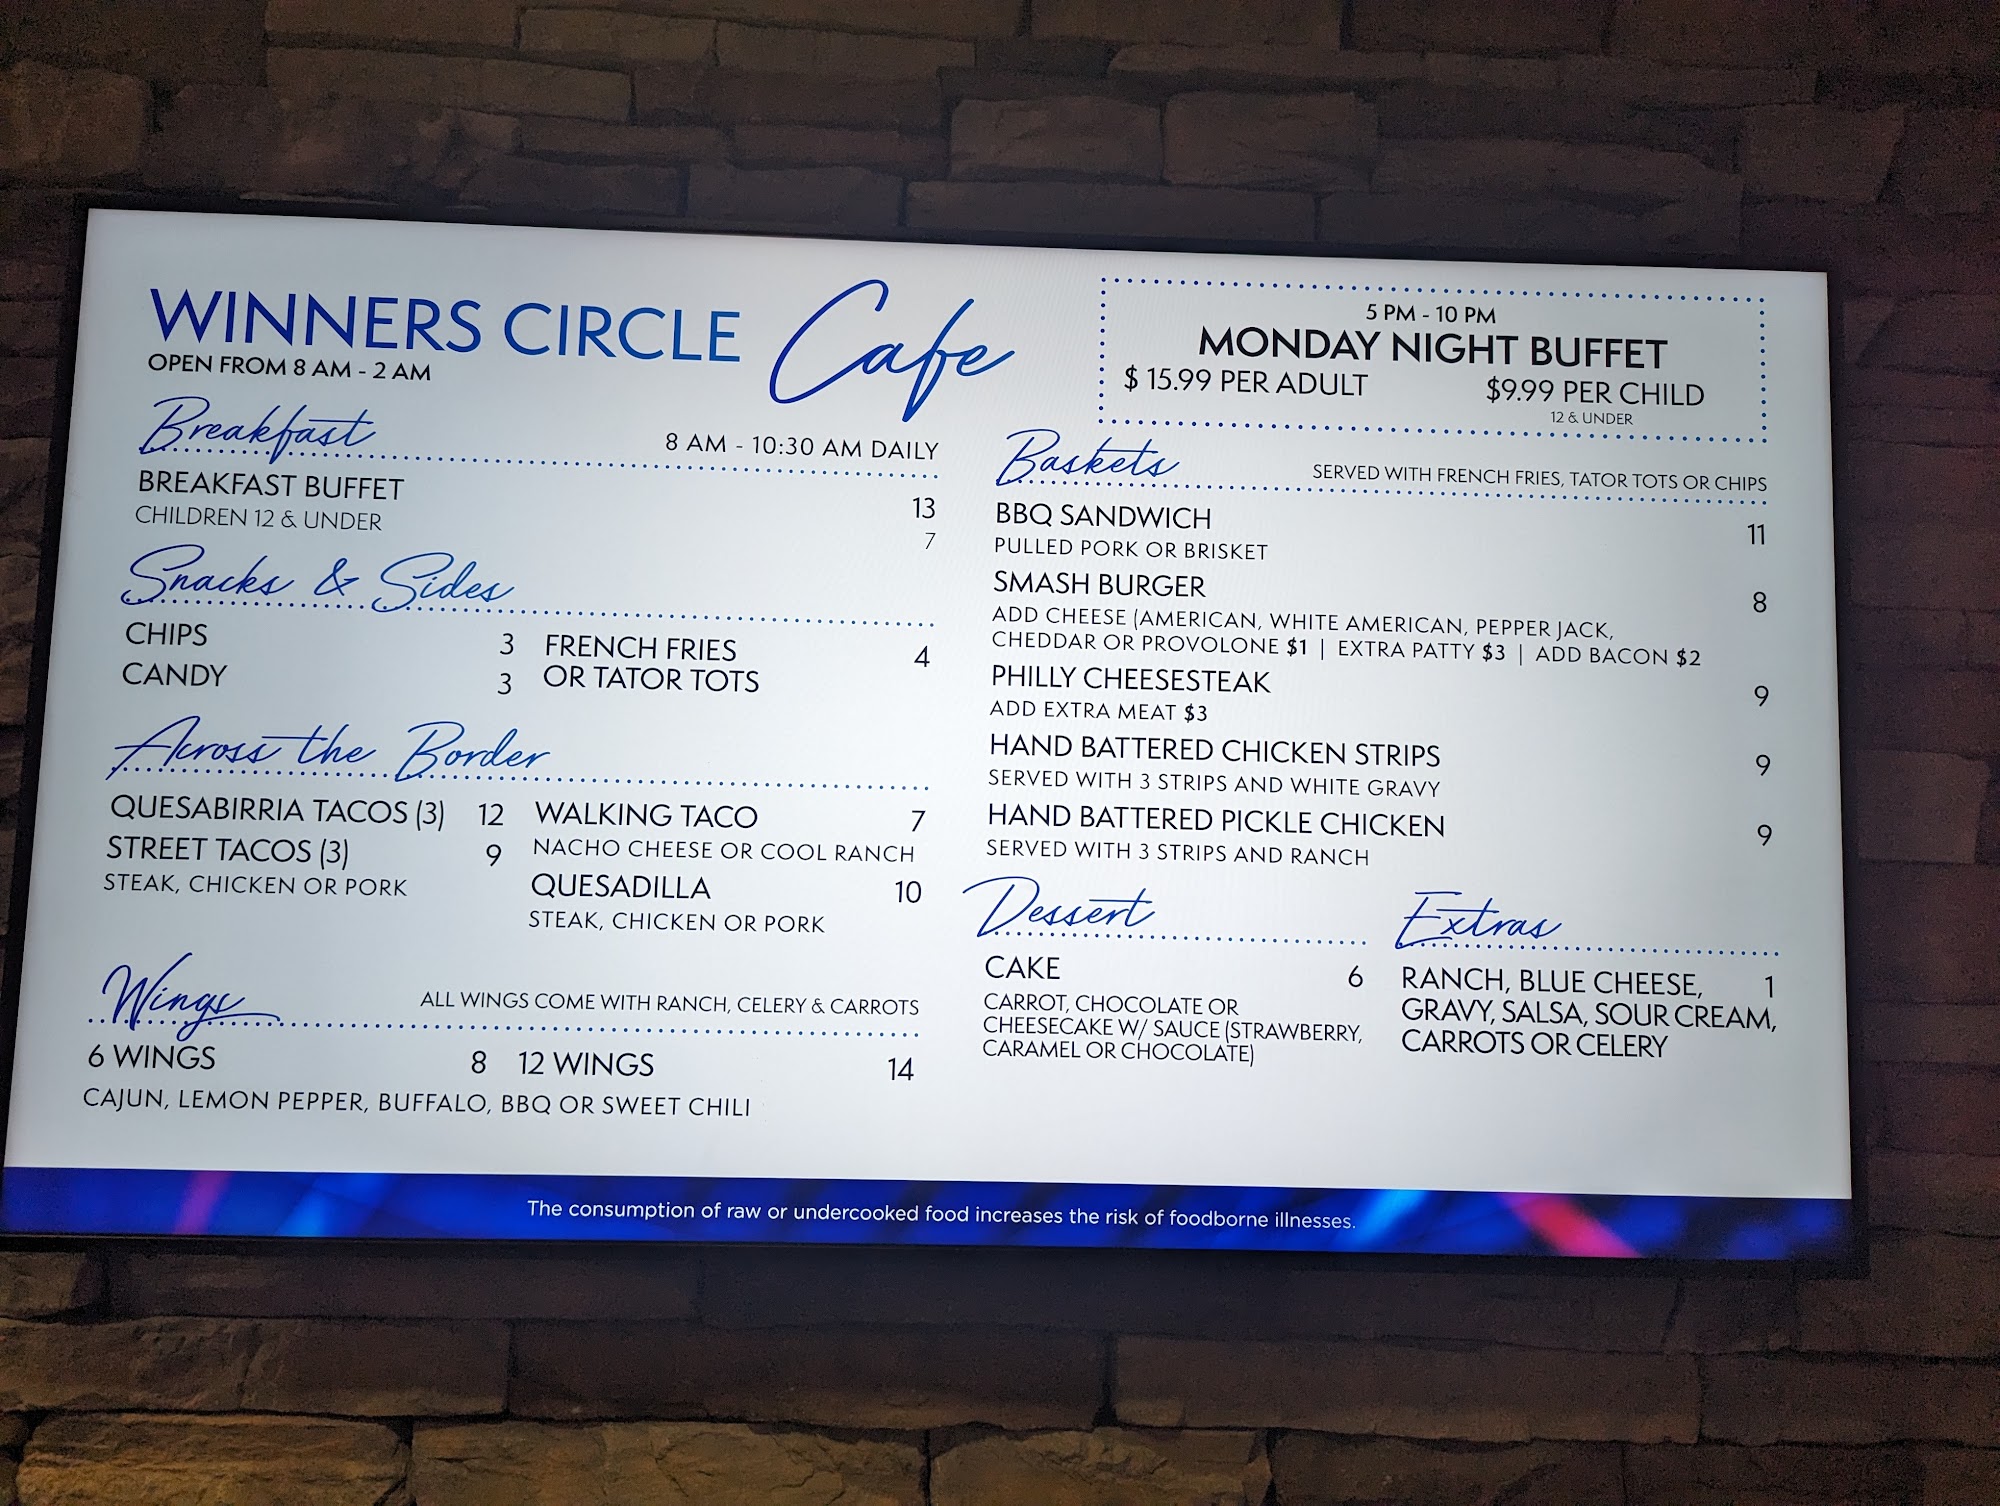 WINNERS CIRCLE Cafe
OPEN FROM 8 AM - 2 AM
5 PM - 10 PM
MONDAY NIGHT BUFFET
$ 15.99 PER ADULT $9.99 PER CHILD
12 & UNDER
Breakfast 8 AM - 10:30 AM DAILY
BREAKFAST BUFFET 13
CHILDREN 12 & UNDER 7
Snacks & Sides
CHIPS 3
CANDY 3
FRENCH FRIES 4
OR TATOR TOTS
Across the Border
QUESABIRRIA TACOS (3) 12
STREET TACOS (3) 9
STEAK, CHICKEN OR PORK
WALKING TACO 7
NACHO CHEESE OR COOL RANCH
QUESADILLA 10
STEAK, CHICKEN OR PORK
Wings ALL WINGS COME WITH RANCH, CELERY & CARROTS
6 WINGS 8 12 WINGS 14
CAJUN, LEMON PEPPER, BUFFALO, BBQ OR SWEET CHILI
Baskets SERVED WITH FRENCH FRIES, TATOR TOTS OR CHIPS
BBQ SANDWICH 11
PULLED PORK OR BRISKET
SMASH BURGER 8
ADD CHEESE (AMERICAN, WHITE AMERICAN, PEPPER JACK,
CHEDDAR OR PROVOLONE $1 | EXTRA PATTY $3 | ADD BACON $2
PHILLY CHEESESTEAK 9
ADD EXTRA MEAT $3
HAND BATTERED CHICKEN STRIPS 9
SERVED WITH 3 STRIPS AND WHITE GRAVY
HAND BATTERED PICKLE CHICKEN 9
SERVED WITH 3 STRIPS AND RANCH
Dessert
CAKE 6
CARROT, CHOCOLATE OR
CHEESECAKE W/ SAUCE (STRAWBERRY,
CARAMEL OR CHOCOLATE)
Extras
RANCH, BLUE CHEESE, 1
GRAVY, SALSA, SOUR CREAM,
CARROTS OR CELERY
The consumption of raw or undercooked food increases the risk of foodborne illnesses.